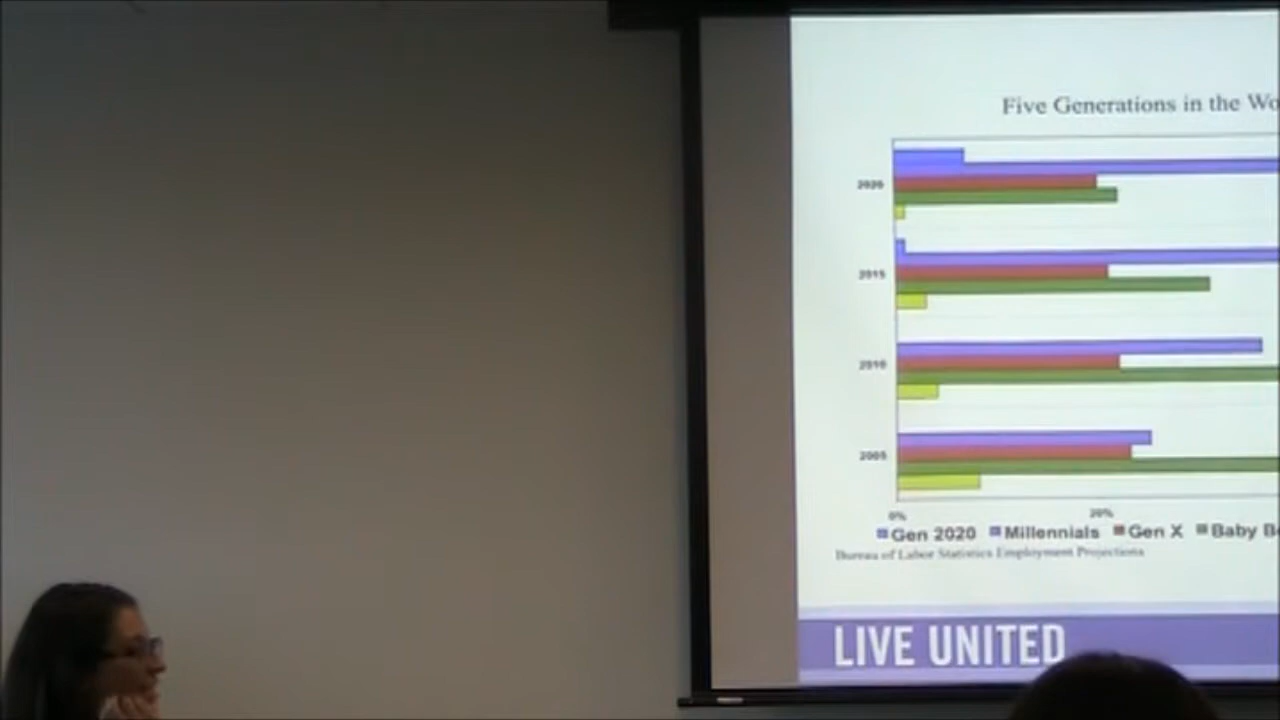 Five Generations in the Wo
2020
2015
2010
2005
0% 20%
Gen 2020 Millennials Gen X Baby Bo
Bureau of Labor Statistics Employment Projections
LIVE UNITED